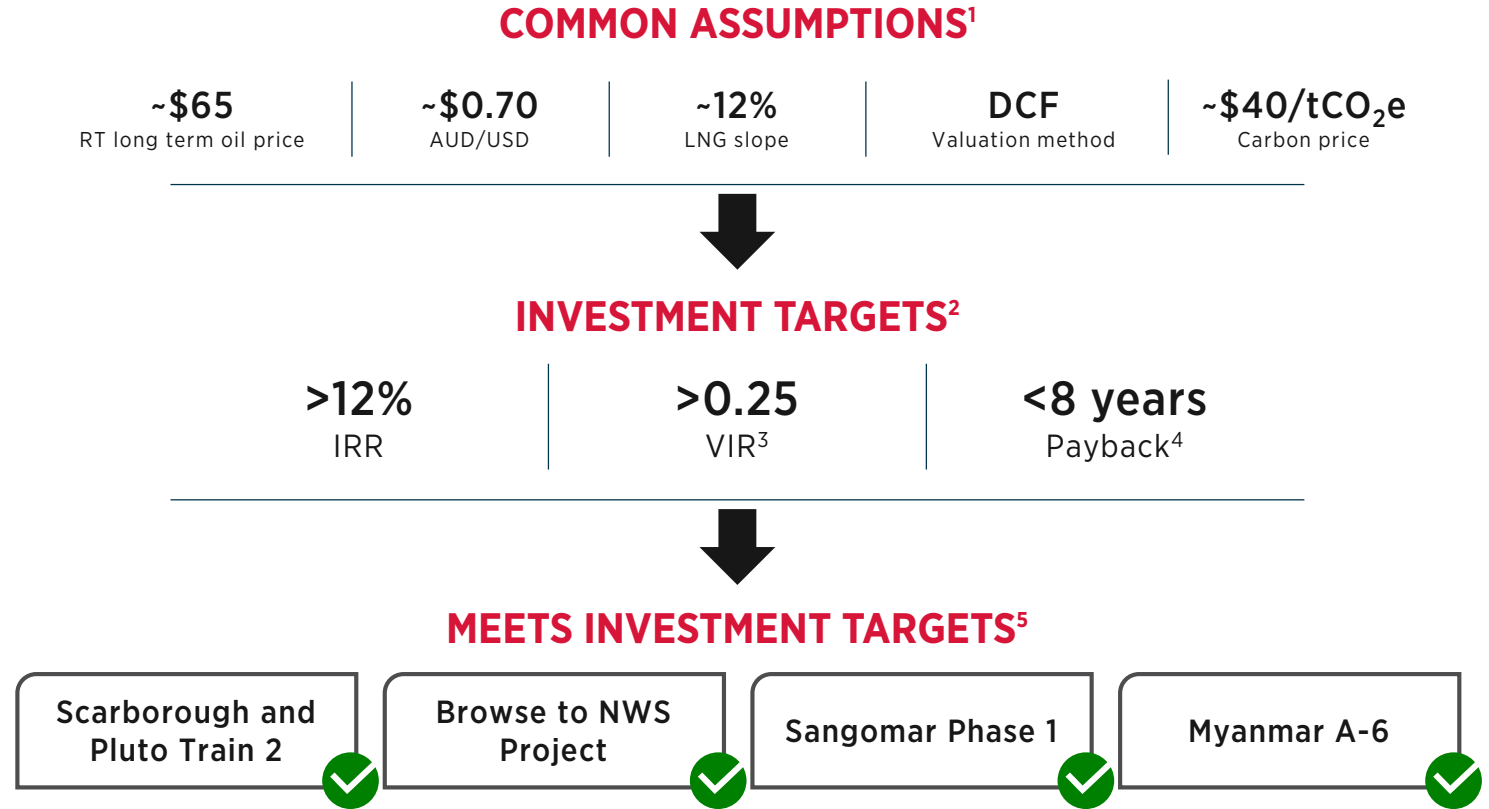 COMMON ASSUMPTIONS¹
~$65
RT long term oil price
~$0.70
AUD/USD
~12%
LNG slope
DCF
Valuation method
~$40/tCO₂e
Carbon price
INVESTMENT TARGETS²
>12%
IRR
>0.25
VIR³
<8 years
Payback⁴
MEETS INVESTMENT TARGETS⁵
Scarborough and
Pluto Train 2
Browse to NWS
Project
Sangomar Phase 1
Myanmar A-6